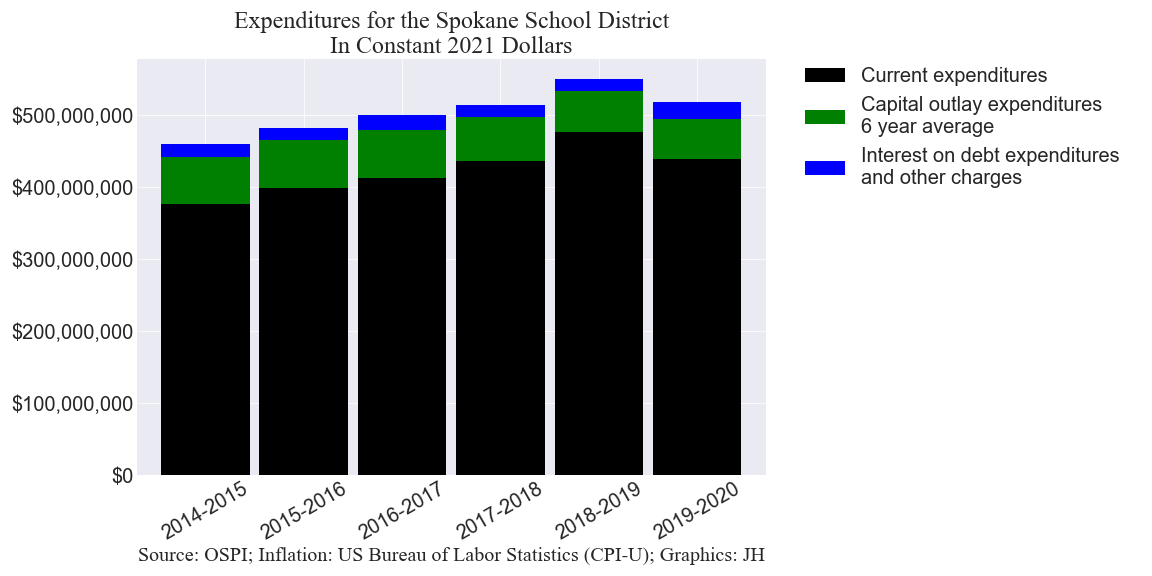 Expenditures for the Spokane School District
In Constant 2021 Dollars
Current expenditures
Capital outlay expenditures
6 year average
Interest on debt expenditures
and other charges
$500,000,000
$400,000,000
$300,000,000
$200,000,000
$100,000,000
$0
2014-2015
2015-2016
2016-2017
2017-2018
2018-2019
2019-2020
Source: OSPI; Inflation: US Bureau of Labor Statistics (CPI-U); Graphics: JH